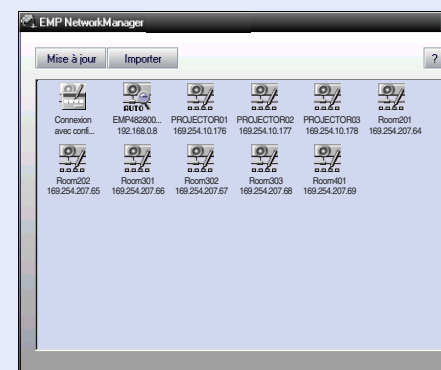 EMP NetworkManager
Mise à jour Importer ?
AUTO
Connexion avec confi...
EMP482800... 192.168.0.8
PROJECTOR01 169.254.10.176
PROJECTOR02 169.254.10.177
PROJECTOR03 169.254.10.178
Room201 169.254.207.64
Room202 169.254.207.65
Room301 169.254.207.66
Room302 169.254.207.67
Room303 169.254.207.68
Room401 169.254.207.69